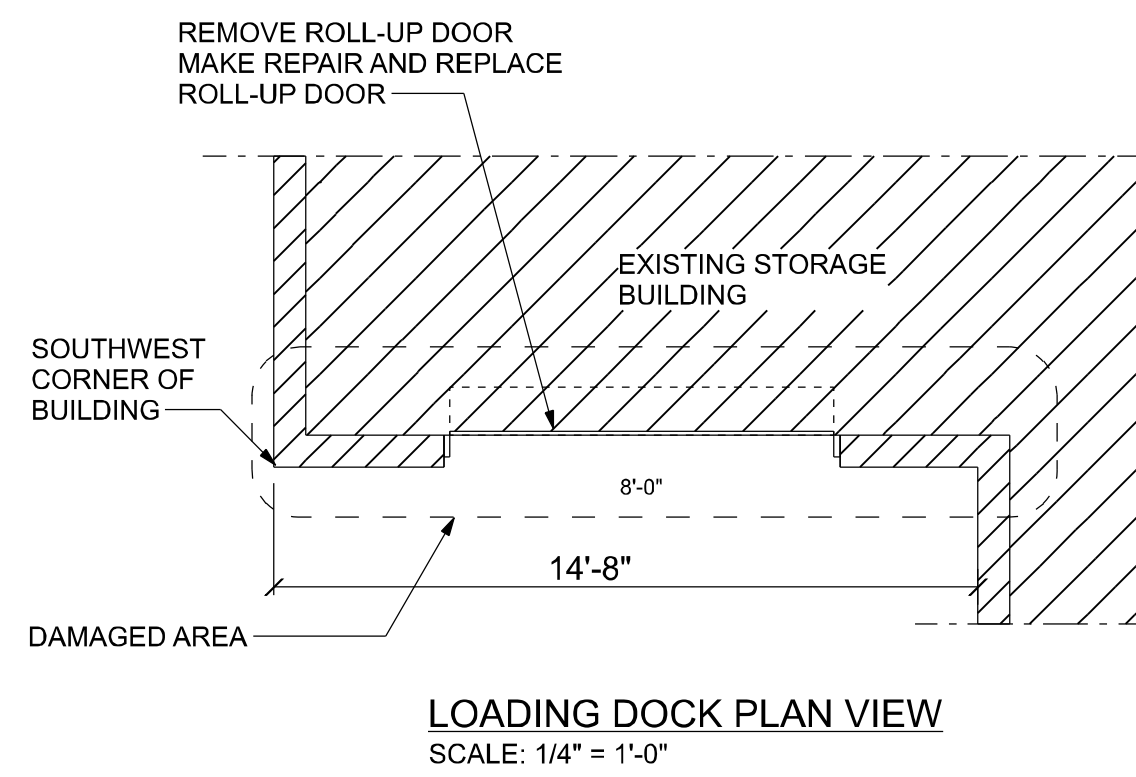 REMOVE ROLL-UP DOOR
MAKE REPAIR AND REPLACE
ROLL-UP DOOR
EXISTING STORAGE
BUILDING
SOUTHWEST
CORNER OF
BUILDING
8'-0"
14'-8"
DAMAGED AREA
LOADING DOCK PLAN VIEW
SCALE: 1/4" = 1'-0"